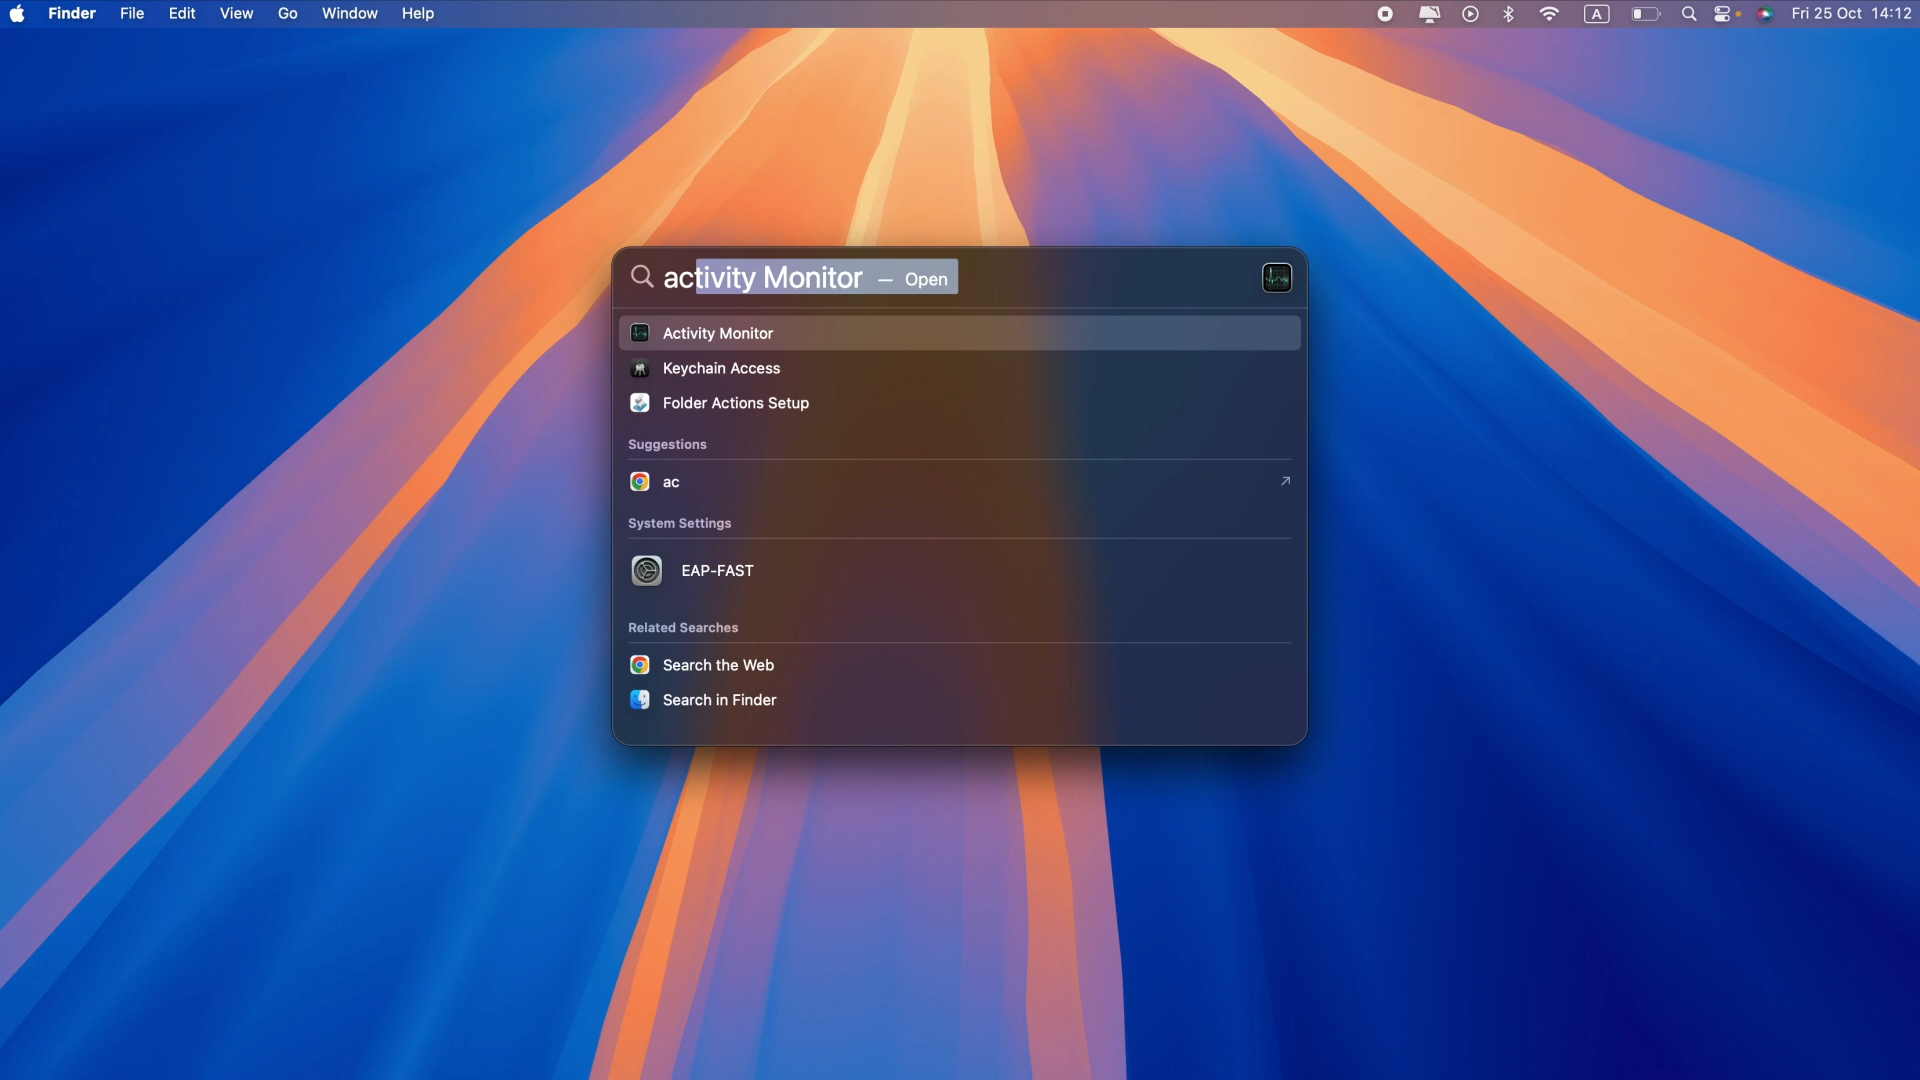 Finder File Edit View Go Window Help A Fri 25 Oct 14:12
activity Monitor — Open
Activity Monitor
Keychain Access
Folder Actions Setup
Suggestions
ac
System Settings
EAP-FAST
Related Searches
Search the Web
Search in Finder